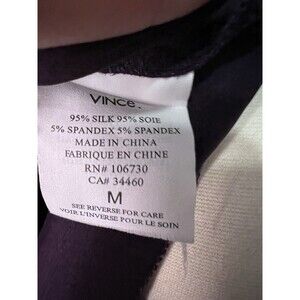 VINCE.
95% SILK 95% SOIE
5% SPANDEX 5% SPANDEX
MADE IN CHINA
FABRIQUE EN CHINE
RN# 106730
CA# 34460
M
SEE REVERSE FOR CARE
VOIR L'INVERSE POUR LE SOIN